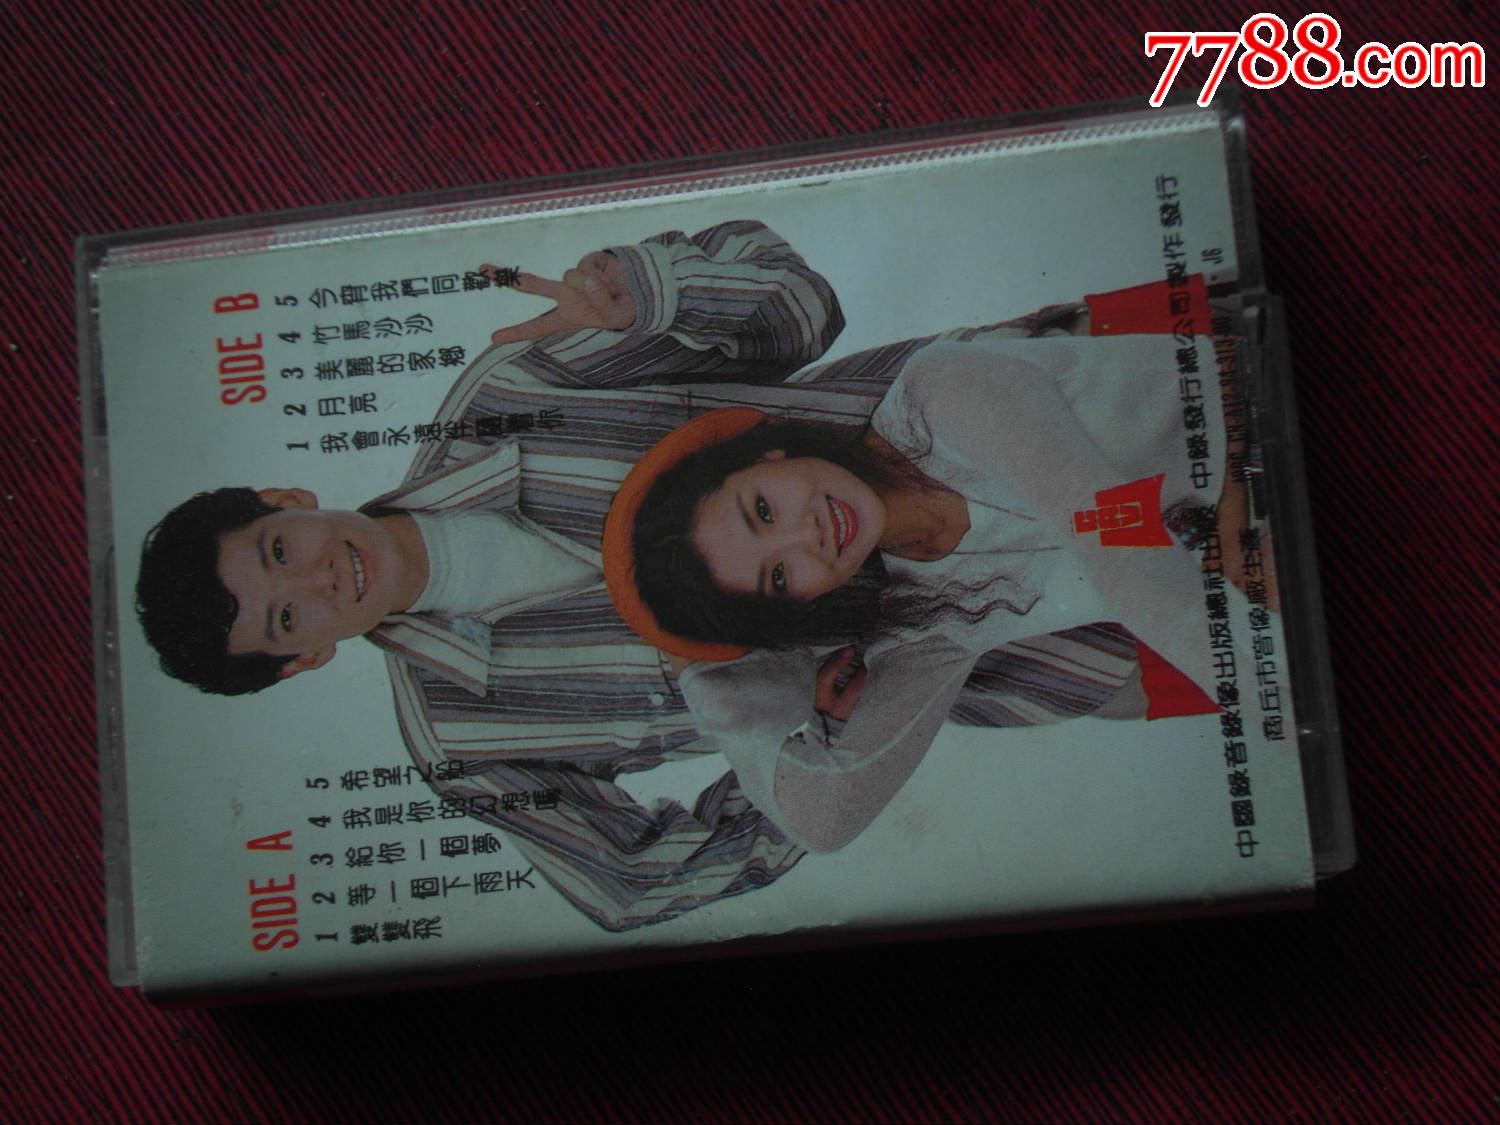 7788.com
SIDE A
1 雙雙飛
2 等一個下雨天
3 給你一個夢
4 我是你的幻想嗎
5 希望之船
SIDE B
1 我會永遠伴隨着你
2 月亮
3 美麗的家鄉
4 竹馬沙沙
5 今宵我們同歡樂
中國錄音錄像出版總社出版
中錄發行總公司製作發行
商丘市音像廠生產
J6